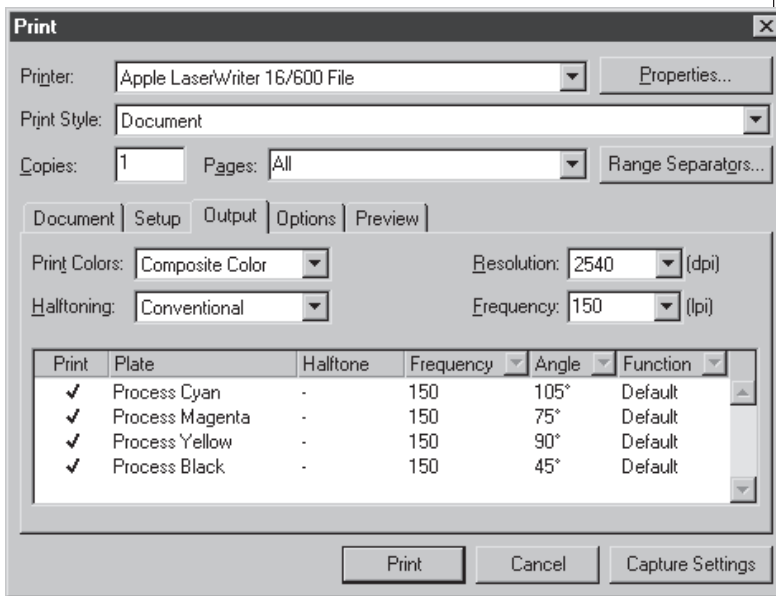 Print
Printer: Apple LaserWriter 16/600 File Properties...
Print Style: Document
Copies: 1 Pages: All Range Separators...
Document Setup Output Options Preview
Print Colors: Composite Color Resolution: 2540 (dpi)
Halftoning: Conventional Frequency: 150 (lpi)
Print Plate Halftone Frequency Angle Function
✓ Process Cyan - 150 105° Default
✓ Process Magenta - 150 75° Default
✓ Process Yellow - 150 90° Default
✓ Process Black - 150 45° Default
Print Cancel Capture Settings